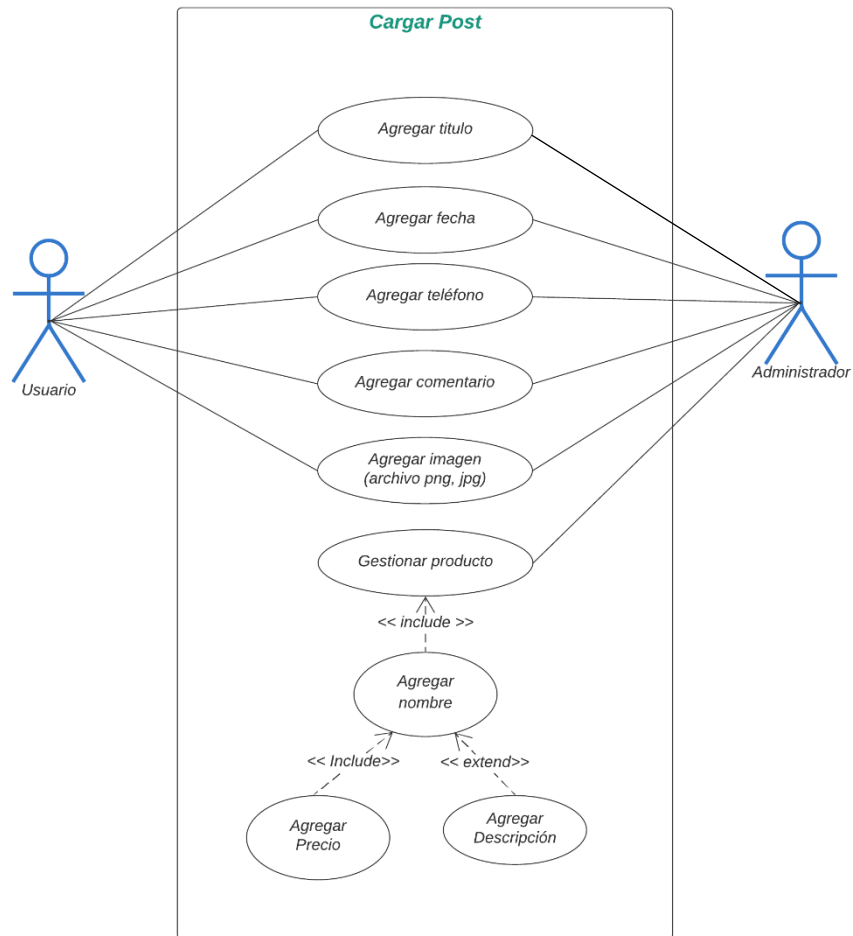 Cargar Post
Agregar titulo
Agregar fecha
Agregar teléfono
Usuario
Administrador
Agregar comentario
Agregar imagen
(archivo png, jpg)
Gestionar producto
<< include >>
Agregar
nombre
<< Include>>
<< extend>>
Agregar
Precio
Agregar
Descripción